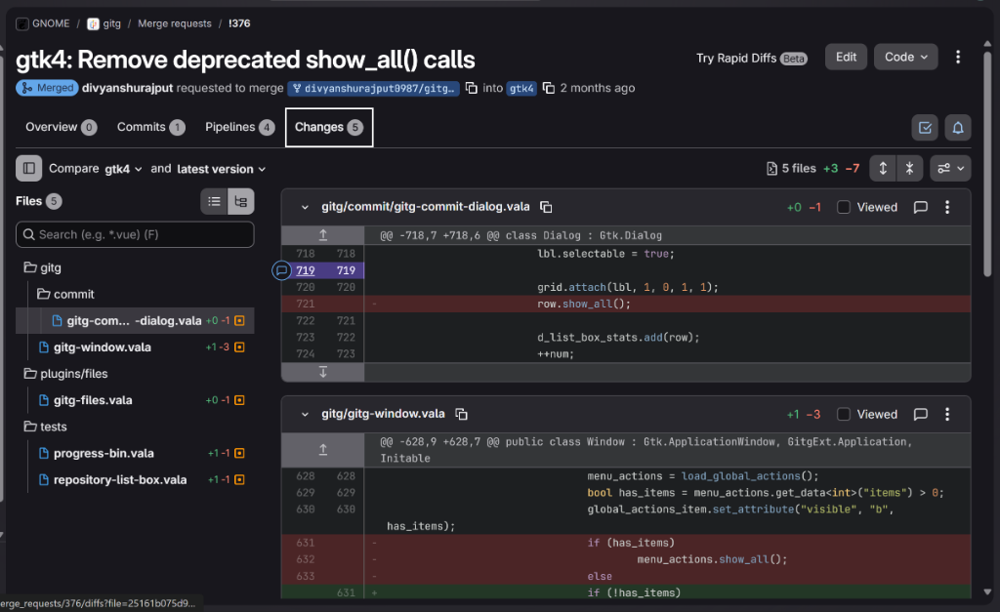 GNOME / gitg / Merge requests / !376
gtk4: Remove deprecated show_all() calls
Try Rapid Diffs Beta
Edit
Code
Merged divyanshurajput requested to merge divyanshurajput0987/gitg… into gtk4 2 months ago
Overview 0 Commits 1 Pipelines 4 Changes 5
Compare gtk4 and latest version
5 files +3 −7
Files 5
Search (e.g. *.vue) (F)
gitg
commit
gitg-com… -dialog.vala +0 -1
gitg-window.vala +1 -3
plugins/files
gitg-files.vala +0 -1
tests
progress-bin.vala +1 -1
repository-list-box.vala +1 -1
gitg/commit/gitg-commit-dialog.vala +0 −1 Viewed
@@ -718,7 +718,6 @@ class Dialog : Gtk.Dialog
718 718 lbl.selectable = true;
719 719
720 720 grid.attach(lbl, 1, 0, 1, 1);
721 - row.show_all();
722 721
723 722 d_list_box_stats.add(row);
724 723 ++num;
gitg/gitg-window.vala +1 −3 Viewed
@@ -628,9 +628,7 @@ public class Window : Gtk.ApplicationWindow, GitgExt.Application,
Initable
628 628 menu_actions = load_global_actions();
629 629 bool has_items = menu_actions.get_data<int>("items") > 0;
630 630 global_actions_item.set_attribute("visible", "b",
has_items);
631 - if (has_items)
632 - menu_actions.show_all();
633 - else
631 + if (!has_items)
erge_requests/376/diffs?file=25161b075d9...